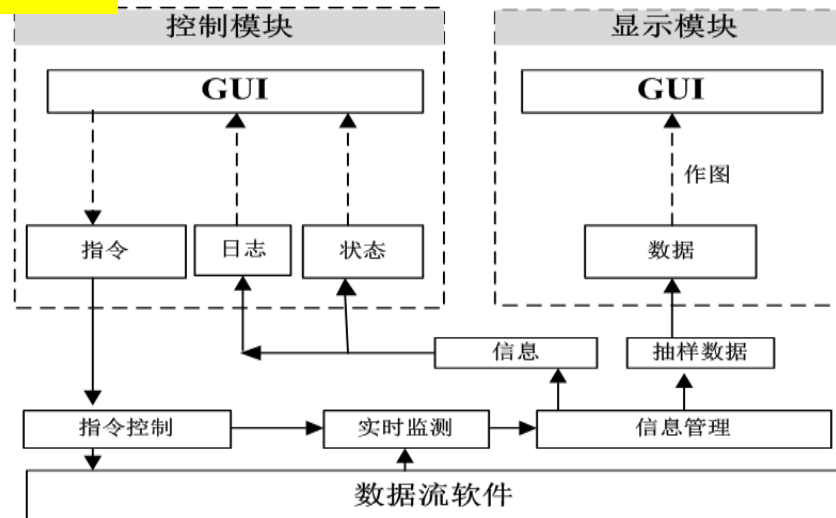 控制模块
显示模块
GUI
GUI
作图
指令
日志
状态
数据
信息
抽样数据
指令控制
实时监测
信息管理
数据流软件